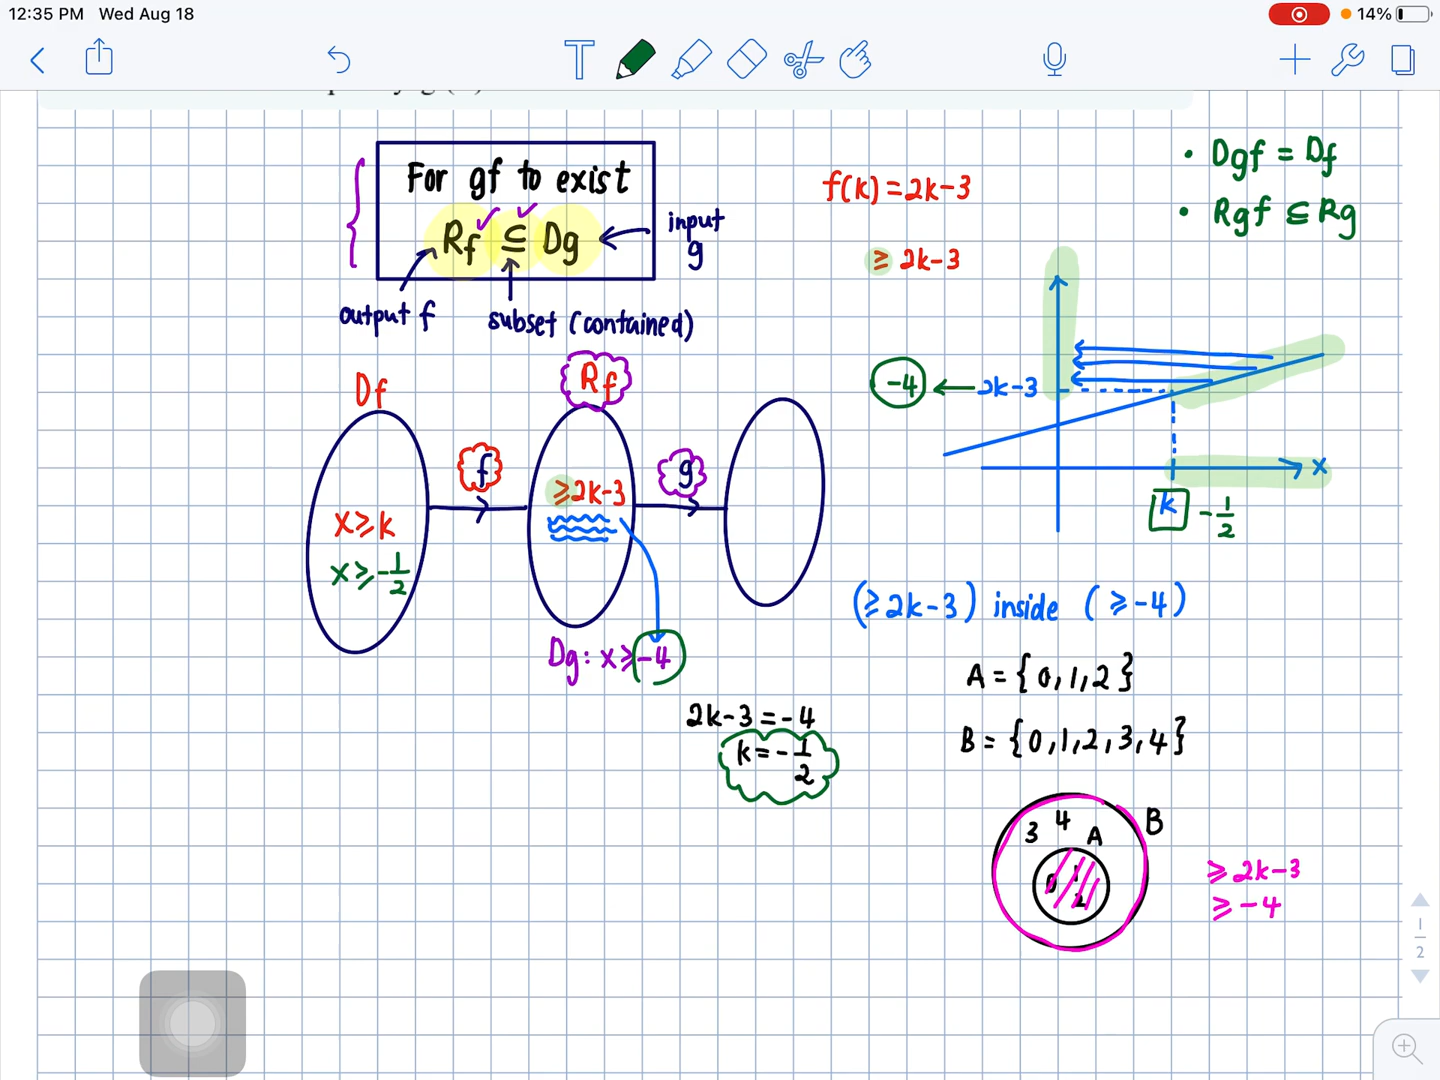 12:35 PM Wed Aug 18
14%
T
For gf to exist
Rf ⊆ Dg
input
g
output f
subset (contained)
f(k) = 2k-3
≥ 2k-3
• Dgf = Df
• Rgf ⊆ Rg
Df
Rf
f
g
x≥k
x≥-1/2
≥2k-3
Dg: x≥-4
-4 ← 2k-3
x
k -1/2
(≥2k-3) inside (≥-4)
A = {0,1,2}
B = {0,1,2,3,4}
2k-3 = -4
k = -1/2
3 4 A B
0 1
2
≥ 2k-3
≥ -4
1
2